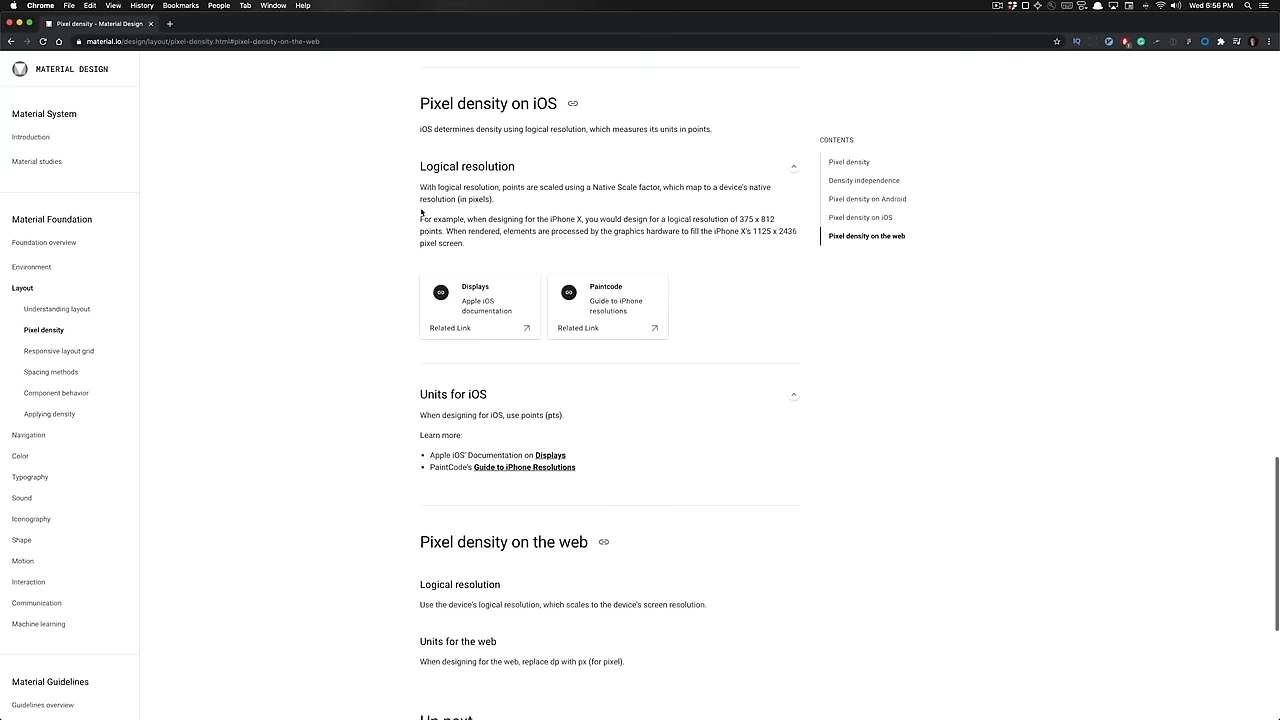 Chrome File Edit View History Bookmarks People Tab Window Help
Wed 6:56 PM
Pixel density - Material Design
material.io/design/layout/pixel-density.html#pixel-density-on-the-web
MATERIAL DESIGN
Material System
Introduction
Material studies
Material Foundation
Foundation overview
Environment
Layout
Understanding layout
Pixel density
Responsive layout grid
Spacing methods
Component behavior
Applying density
Navigation
Color
Typography
Sound
Iconography
Shape
Motion
Interaction
Communication
Machine learning
Material Guidelines
Guidelines overview
Pixel density on iOS
iOS determines density using logical resolution, which measures its units in points.
Logical resolution
With logical resolution, points are scaled using a Native Scale factor, which map to a device's native
resolution (in pixels).
For example, when designing for the iPhone X, you would design for a logical resolution of 375 x 812
points. When rendered, elements are processed by the graphics hardware to fill the iPhone X's 1125 x 2436
pixel screen.
Displays
Apple iOS
documentation
Related Link
Paintcode
Guide to iPhone
resolutions
Related Link
Units for iOS
When designing for iOS, use points (pts).
Learn more:
• Apple iOS' Documentation on Displays
• PaintCode's Guide to iPhone Resolutions
Pixel density on the web
Logical resolution
Use the device's logical resolution, which scales to the device's screen resolution.
Units for the web
When designing for the web, replace dp with px (for pixel).
Up next
CONTENTS
Pixel density
Density independence
Pixel density on Android
Pixel density on iOS
Pixel density on the web